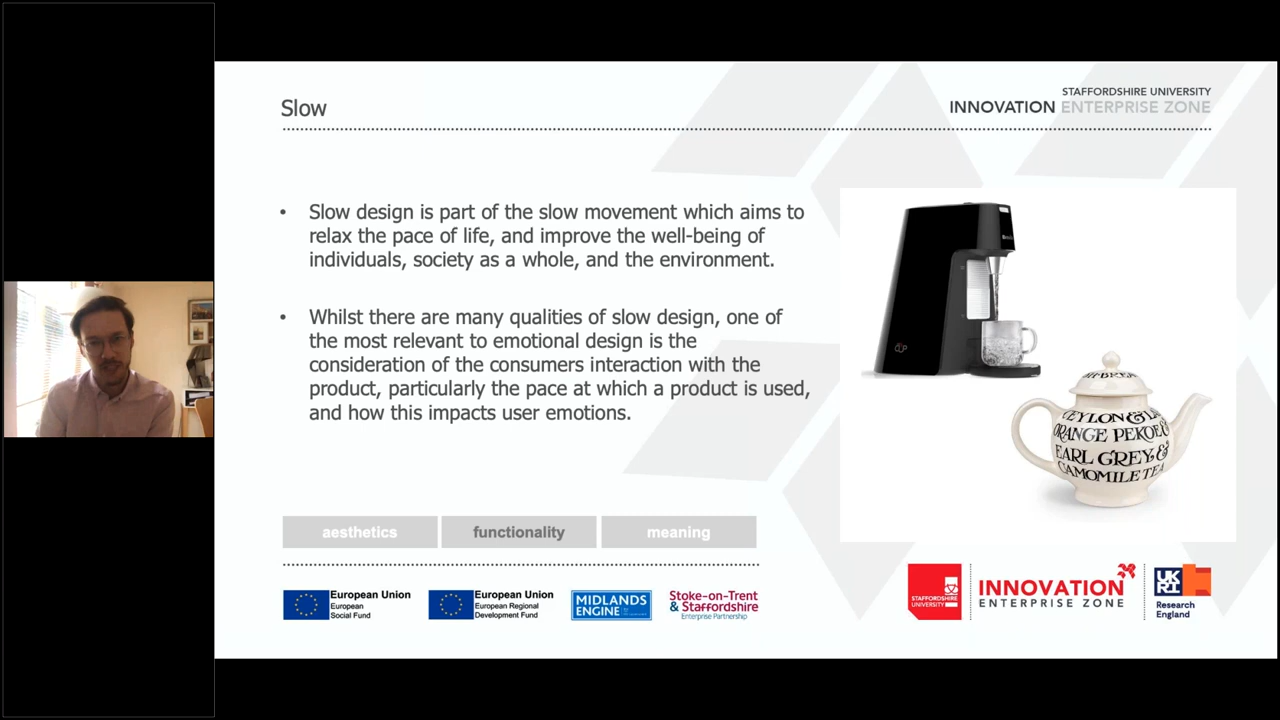 Slow
STAFFORDSHIRE UNIVERSITY
INNOVATION ENTERPRISE ZONE
• Slow design is part of the slow movement which aims to
relax the pace of life, and improve the well-being of
individuals, society as a whole, and the environment.
• Whilst there are many qualities of slow design, one of
the most relevant to emotional design is the
consideration of the consumers interaction with the
product, particularly the pace at which a product is used,
and how this impacts user emotions.
CUP
CEYLON &
ORANGE PEKOE &
EARL GREY, &
CAMOMILE TEA
aesthetics
functionality
meaning
European Union
European
Social Fund
European Union
European Regional
Development Fund
MIDLANDS
ENGINE
Stoke-on-Trent
& Staffordshire
Enterprise Partnership
STAFFORDSHIRE
UNIVERSITY
INNOVATION
ENTERPRISE ZONE
UK
RI
Research
England